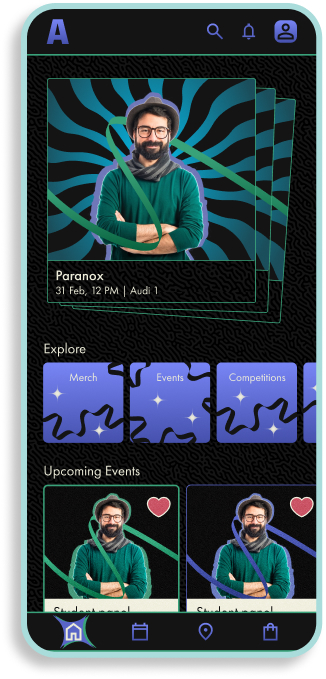 A
Paranox
31 Feb, 12 PM | Audi 1
Explore
Merch
Events
Competitions
Upcoming Events
Student panel
Student panel